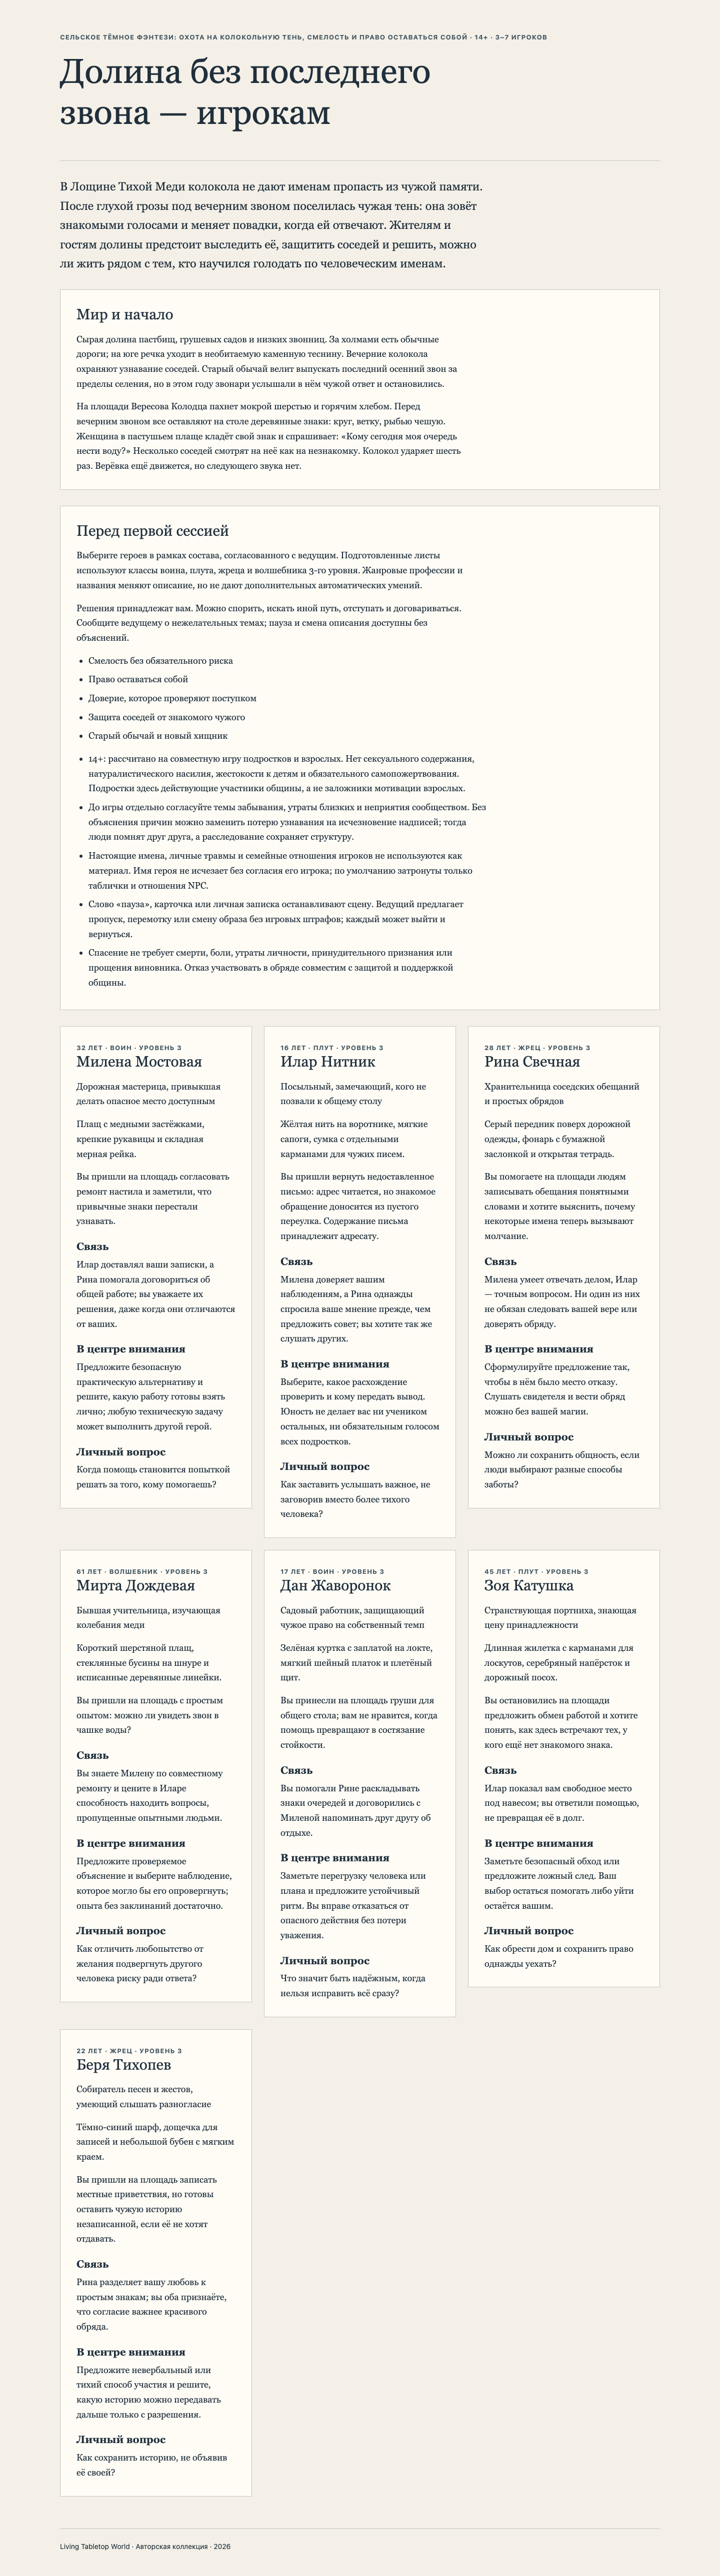 СЕЛЬСКОЕ ТЁМНОЕ ФЭНТЕЗИ: ОХОТА НА КОЛОКОЛЬНУЮ ТЕНЬ, СМЕЛОСТЬ И ПРАВО ОСТАВАТЬСЯ СОБОЙ · 14+ · 3–7 ИГРОКОВ
Долина без последнего
звона — игрокам
В Лощине Тихой Меди колокола не дают именам пропасть из чужой памяти.
После глухой грозы под вечерним звоном поселилась чужая тень: она зовёт
знакомыми голосами и меняет повадки, когда ей отвечают. Жителям и
гостям долины предстоит выследить её, защитить соседей и решить, можно
ли жить рядом с тем, кто научился голодать по человеческим именам.
Мир и начало
Сырая долина пастбищ, грушевых садов и низких звонниц. За холмами есть обычные
дороги; на юге речка уходит в необитаемую каменную теснину. Вечерние колокола
охраняют узнавание соседей. Старый обычай велит выпускать последний осенний звон за
пределы селения, но в этом году звонари услышали в нём чужой ответ и остановились.
На площади Вересова Колодца пахнет мокрой шерстью и горячим хлебом. Перед
вечерним звоном все оставляют на столе деревянные знаки: круг, ветку, рыбью чешую.
Женщина в пастушьем плаще кладёт свой знак и спрашивает: «Кому сегодня моя очередь
нести воду?» Несколько соседей смотрят на неё как на незнакомку. Колокол ударяет шесть
раз. Верёвка ещё движется, но следующего звука нет.
Перед первой сессией
Выберите героев в рамках состава, согласованного с ведущим. Подготовленные листы
используют классы воина, плута, жреца и волшебника 3-го уровня. Жанровые профессии и
названия меняют описание, но не дают дополнительных автоматических умений.
Решения принадлежат вам. Можно спорить, искать иной путь, отступать и договариваться.
Сообщите ведущему о нежелательных темах; пауза и смена описания доступны без
объяснений.
• Смелость без обязательного риска
• Право оставаться собой
• Доверие, которое проверяют поступком
• Защита соседей от знакомого чужого
• Старый обычай и новый хищник
• 14+: рассчитано на совместную игру подростков и взрослых. Нет сексуального содержания,
натуралистического насилия, жестокости к детям и обязательного самопожертвования.
Подростки здесь действующие участники общины, а не заложники мотивации взрослых.
• До игры отдельно согласуйте темы забывания, утраты близких и неприятия сообществом. Без
объяснения причин можно заменить потерю узнавания на исчезновение надписей; тогда
люди помнят друг друга, а расследование сохраняет структуру.
• Настоящие имена, личные травмы и семейные отношения игроков не используются как
материал. Имя героя не исчезает без согласия его игрока; по умолчанию затронуты только
таблички и отношения NPC.
• Слово «пауза», карточка или личная записка останавливают сцену. Ведущий предлагает
пропуск, перемотку или смену образа без игровых штрафов; каждый может выйти и
вернуться.
• Спасение не требует смерти, боли, утраты личности, принудительного признания или
прощения виновника. Отказ участвовать в обряде совместим с защитой и поддержкой
общины.
32 ЛЕТ · ВОИН · УРОВЕНЬ 3
Милена Мостовая
Дорожная мастерица, привыкшая
делать опасное место доступным
Плащ с медными застёжками,
крепкие рукавицы и складная
мерная рейка.
Вы пришли на площадь согласовать
ремонт настила и заметили, что
привычные знаки перестали
узнавать.
Связь
Илар доставлял ваши записки, а
Рина помогала договориться об
общей работе; вы уважаете их
решения, даже когда они отличаются
от ваших.
В центре внимания
Предложите безопасную
практическую альтернативу и
решите, какую работу готовы взять
лично; любую техническую задачу
может выполнить другой герой.
Личный вопрос
Когда помощь становится попыткой
решать за того, кому помогаешь?
16 ЛЕТ · ПЛУТ · УРОВЕНЬ 3
Илар Нитник
Посыльный, замечающий, кого не
позвали к общему столу
Жёлтая нить на воротнике, мягкие
сапоги, сумка с отдельными
карманами для чужих писем.
Вы пришли вернуть недоставленное
письмо: адрес читается, но знакомое
обращение доносится из пустого
переулка. Содержание письма
принадлежит адресату.
Связь
Милена доверяет вашим
наблюдениям, а Рина однажды
спросила ваше мнение прежде, чем
предложить совет; вы хотите так же
слушать других.
В центре внимания
Выберите, какое расхождение
проверить и кому передать вывод.
Юность не делает вас ни учеником
остальных, ни обязательным голосом
всех подростков.
Личный вопрос
Как заставить услышать важное, не
заговорив вместо более тихого
человека?
28 ЛЕТ · ЖРЕЦ · УРОВЕНЬ 3
Рина Свечная
Хранительница соседских обещаний
и простых обрядов
Серый передник поверх дорожной
одежды, фонарь с бумажной
заслонкой и открытая тетрадь.
Вы помогаете на площади людям
записывать обещания понятными
словами и хотите выяснить, почему
некоторые имена теперь вызывают
молчание.
Связь
Милена умеет отвечать делом, Илар
— точным вопросом. Ни один из них
не обязан следовать вашей вере или
доверять обряду.
В центре внимания
Сформулируйте предложение так,
чтобы в нём было место отказу.
Слушать свидетеля и вести обряд
можно без вашей магии.
Личный вопрос
Можно ли сохранить общность, если
люди выбирают разные способы
заботы?
61 ЛЕТ · ВОЛШЕБНИК · УРОВЕНЬ 3
Мирта Дождевая
Бывшая учительница, изучающая
колебания меди
Короткий шерстяной плащ,
стеклянные бусины на шнуре и
исписанные деревянные линейки.
Вы пришли на площадь с простым
опытом: можно ли увидеть звон в
чашке воды?
Связь
Вы знаете Милену по совместному
ремонту и цените в Иларе
способность находить вопросы,
пропущенные опытными людьми.
В центре внимания
Предложите проверяемое
объяснение и выберите наблюдение,
которое могло бы его опровергнуть;
опыта без заклинаний достаточно.
Личный вопрос
Как отличить любопытство от
желания подвергнуть другого
человека риску ради ответа?
17 ЛЕТ · ВОИН · УРОВЕНЬ 3
Дан Жаворонок
Садовый работник, защищающий
чужое право на собственный темп
Зелёная куртка с заплатой на локте,
мягкий шейный платок и плетёный
щит.
Вы принесли на площадь груши для
общего стола; вам не нравится, когда
помощь превращают в состязание
стойкости.
Связь
Вы помогали Рине раскладывать
знаки очередей и договорились с
Миленой напоминать друг другу об
отдыхе.
В центре внимания
Заметьте перегрузку человека или
плана и предложите устойчивый
ритм. Вы вправе отказаться от
опасного действия без потери
уважения.
Личный вопрос
Что значит быть надёжным, когда
нельзя исправить всё сразу?
45 ЛЕТ · ПЛУТ · УРОВЕНЬ 3
Зоя Катушка
Странствующая портниха, знающая
цену принадлежности
Длинная жилетка с карманами для
лоскутов, серебряный напёрсток и
дорожный посох.
Вы остановились на площади
предложить обмен работой и хотите
понять, как здесь встречают тех, у
кого ещё нет знакомого знака.
Связь
Илар показал вам свободное место
под навесом; вы ответили помощью,
не превращая её в долг.
В центре внимания
Заметьте безопасный обход или
предложите ложный след. Ваш
выбор остаться помогать либо уйти
остаётся вашим.
Личный вопрос
Как обрести дом и сохранить право
однажды уехать?
22 ЛЕТ · ЖРЕЦ · УРОВЕНЬ 3
Беря Тихопев
Собиратель песен и жестов,
умеющий слышать разногласие
Тёмно-синий шарф, дощечка для
записей и небольшой бубен с мягким
краем.
Вы пришли на площадь записать
местные приветствия, но готовы
оставить чужую историю
незаписанной, если её не хотят
отдавать.
Связь
Рина разделяет вашу любовь к
простым знакам; вы оба признаёте,
что согласие важнее красивого
обряда.
В центре внимания
Предложите невербальный или
тихий способ участия и решите,
какую историю можно передавать
дальше только с разрешения.
Личный вопрос
Как сохранить историю, не объявив
её своей?
Living Tabletop World · Авторская коллекция · 2026